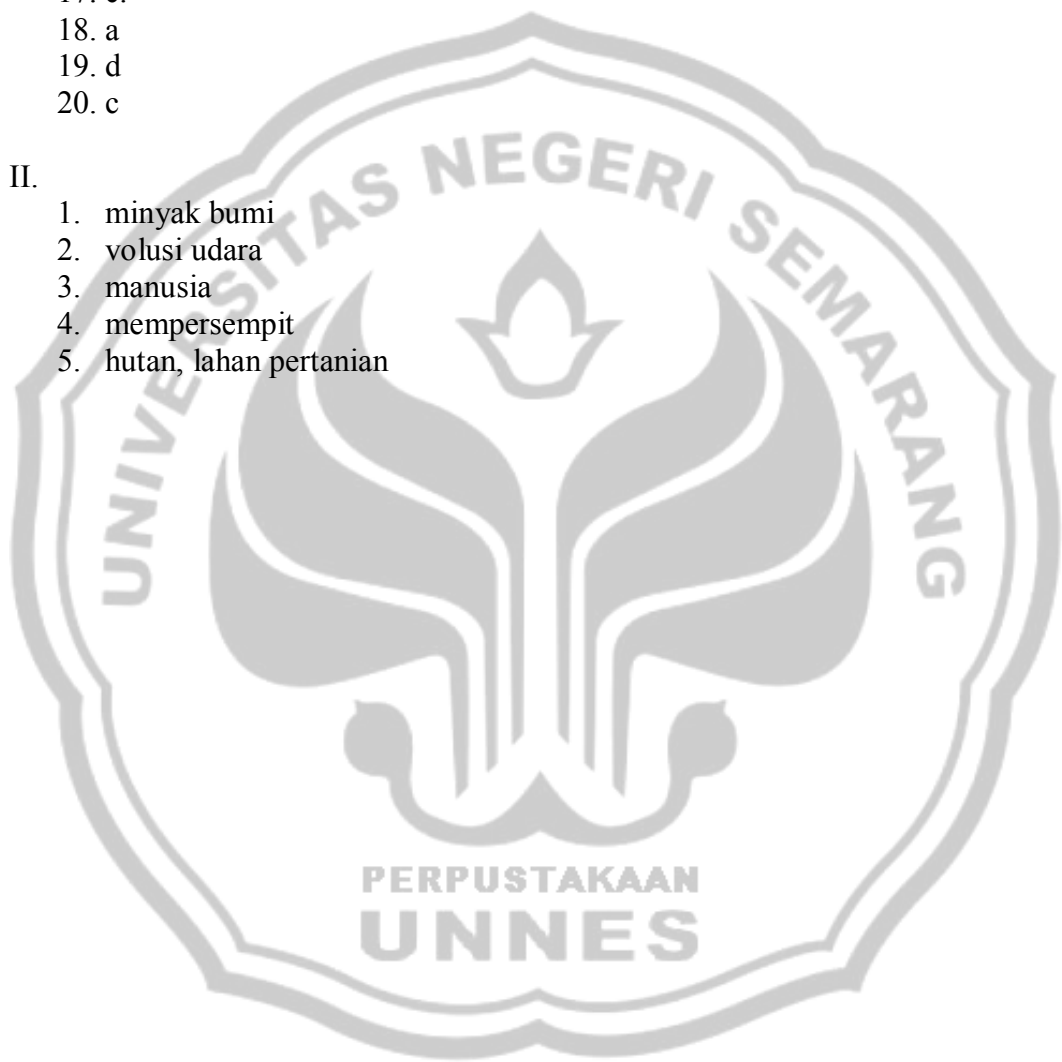 18. a
19. d
20. c
II.
1. minyak bumi
2. volusi udara
3. manusia
4. mempersempit
5. hutan, lahan pertanian
UNIVERSITAS NEGERI SEMARANG
PERPUSTAKAAN
UNNES